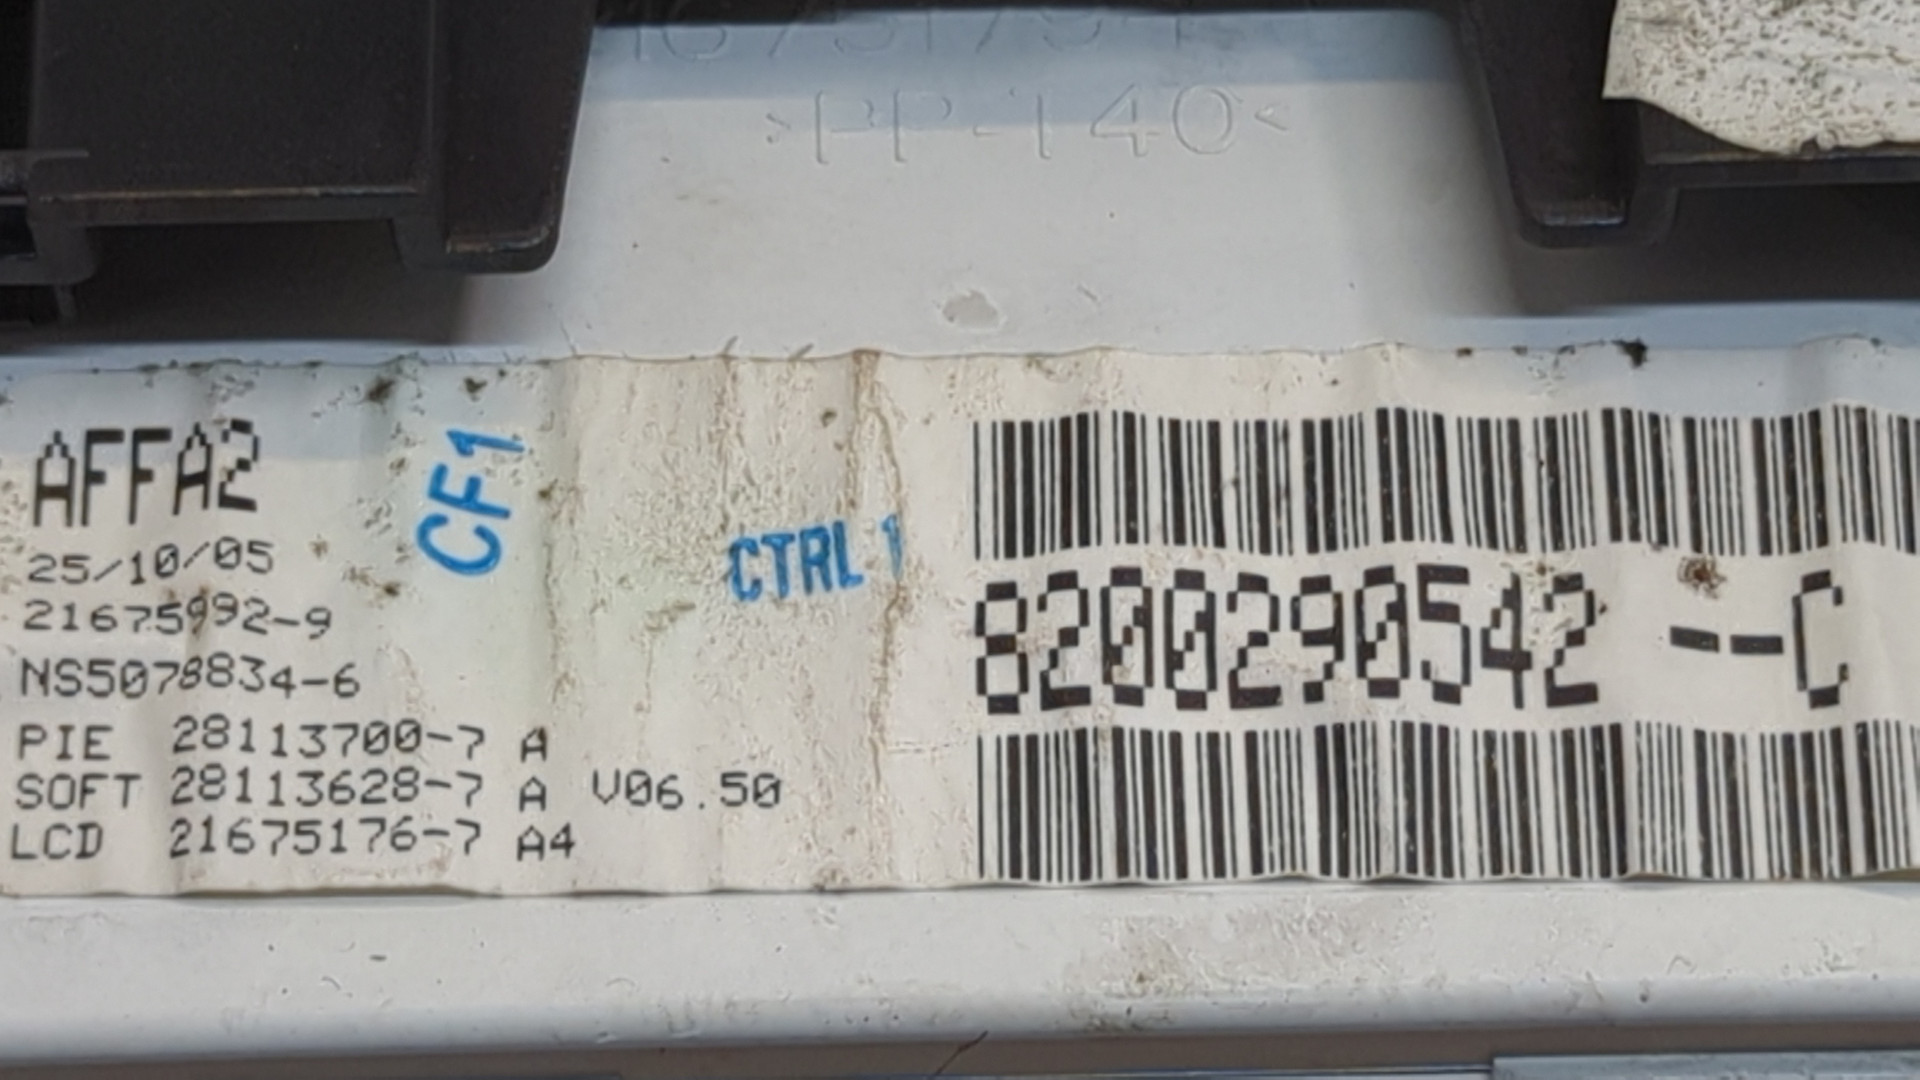 >PP-T40<
AFFA2
CF1
25/10/05
CTRL 1
21675992-9
8200290542 --C
NS5078834-6
PIE 28113700-7 A
SOFT 28113628-7 A V06.50
LCD 21675176-7 A4